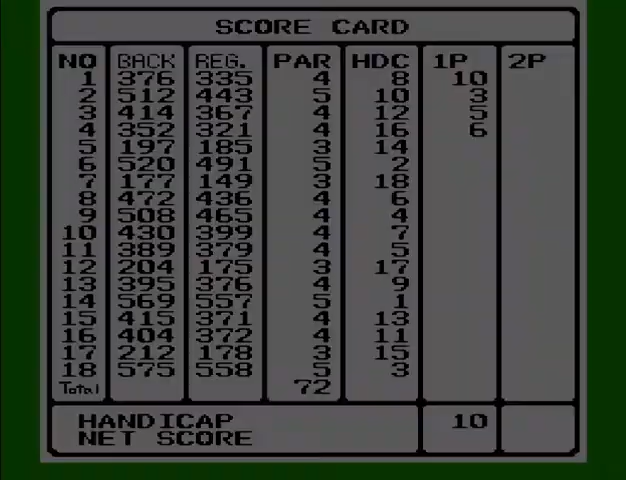 SCORE CARD
NO BACK REG. PAR HDC 1P 2P
1 376 335 4 8 10
2 512 443 5 10 3
3 414 367 4 12 5
4 352 321 4 16 6
5 197 185 3 14
6 520 491 5 2
7 177 149 3 18
8 472 436 4 6
9 508 465 4 4
10 430 399 4 7
11 389 379 4 5
12 204 175 3 17
13 395 376 4 9
14 569 557 5 1
15 415 371 4 13
16 404 372 4 11
17 212 178 3 15
18 575 558 5 3
Total 72
HANDICAP 10
NET SCORE